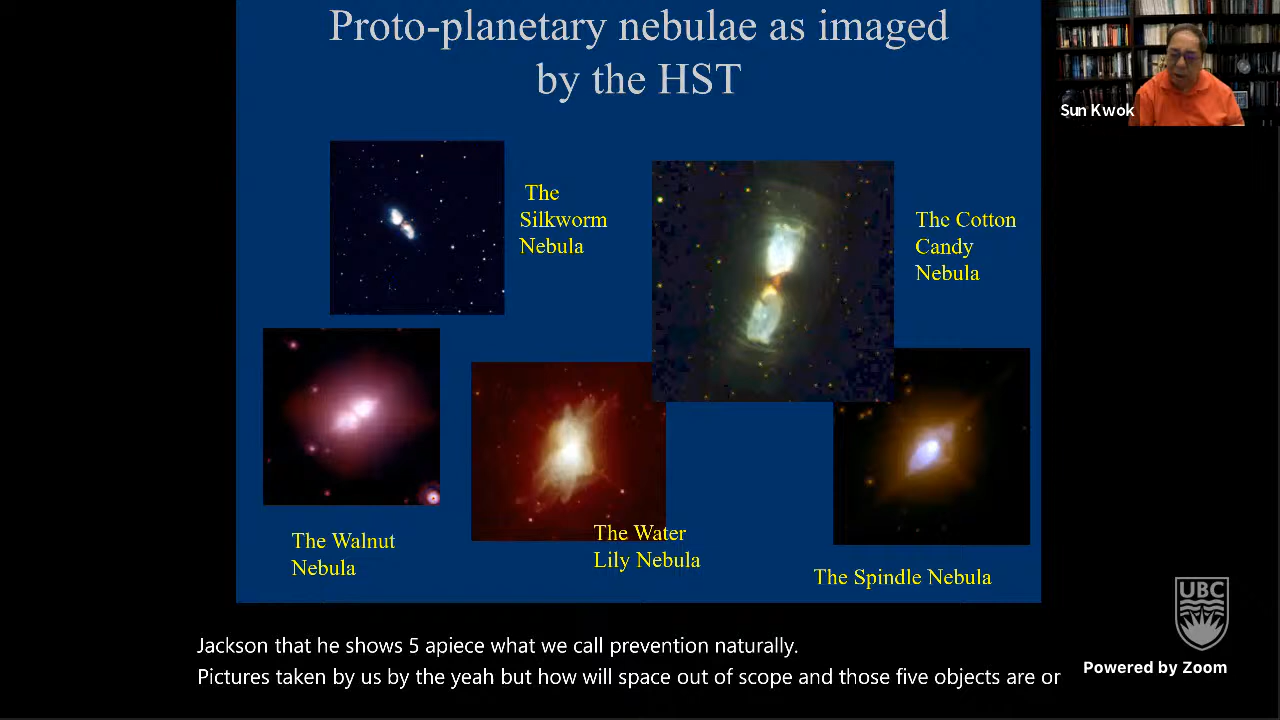 Proto-planetary nebulae as imaged
by the HST
Sun Kwok
The
Silkworm
Nebula
The Cotton
Candy
Nebula
The Walnut
Nebula
The Water
Lily Nebula
The Spindle Nebula
UBC
Jackson that he shows 5 apiece what we call prevention naturally.
Pictures taken by us by the yeah but how will space out of scope and those five objects are or
Powered by Zoom